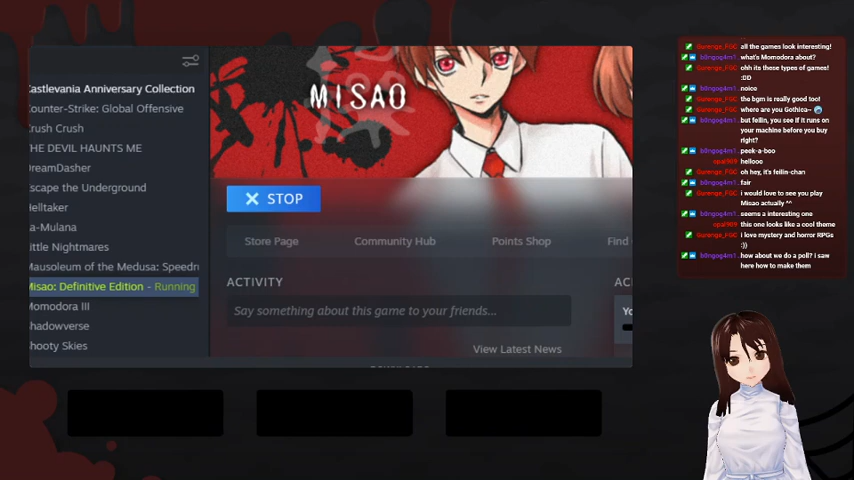 Castlevania Anniversary Collection
Counter-Strike: Global Offensive
Crush Crush
THE DEVIL HAUNTS ME
DreamDasher
Escape the Underground
Helltaker
La-Mulana
Little Nightmares
Mausoleum of the Medusa: Speedr
Misao: Definitive Edition - Running
Momodora III
Shadowverse
Shooty Skies
MISAO
STOP
Store Page
Community Hub
Points Shop
Find
ACTIVITY
Say something about this game to your friends...
View Latest News
AC
Yo
all the games look interesting!
what's Momodora about?
ohh its these types of games!
:DD
noice
the bgm is really good too!
where are you Gothica~
but feilin, you see if it runs on
your machine before you buy
right?
peek-a-boo
opal909 hellooo
oh hey, it's feilin-chan
fair
i would love to see you play
Misao actually ^^
seems a interesting one
opal909 this one looks like a cool theme
i love mystery and horror RPGs
:))
how about we do a poll? i saw
here how to make them